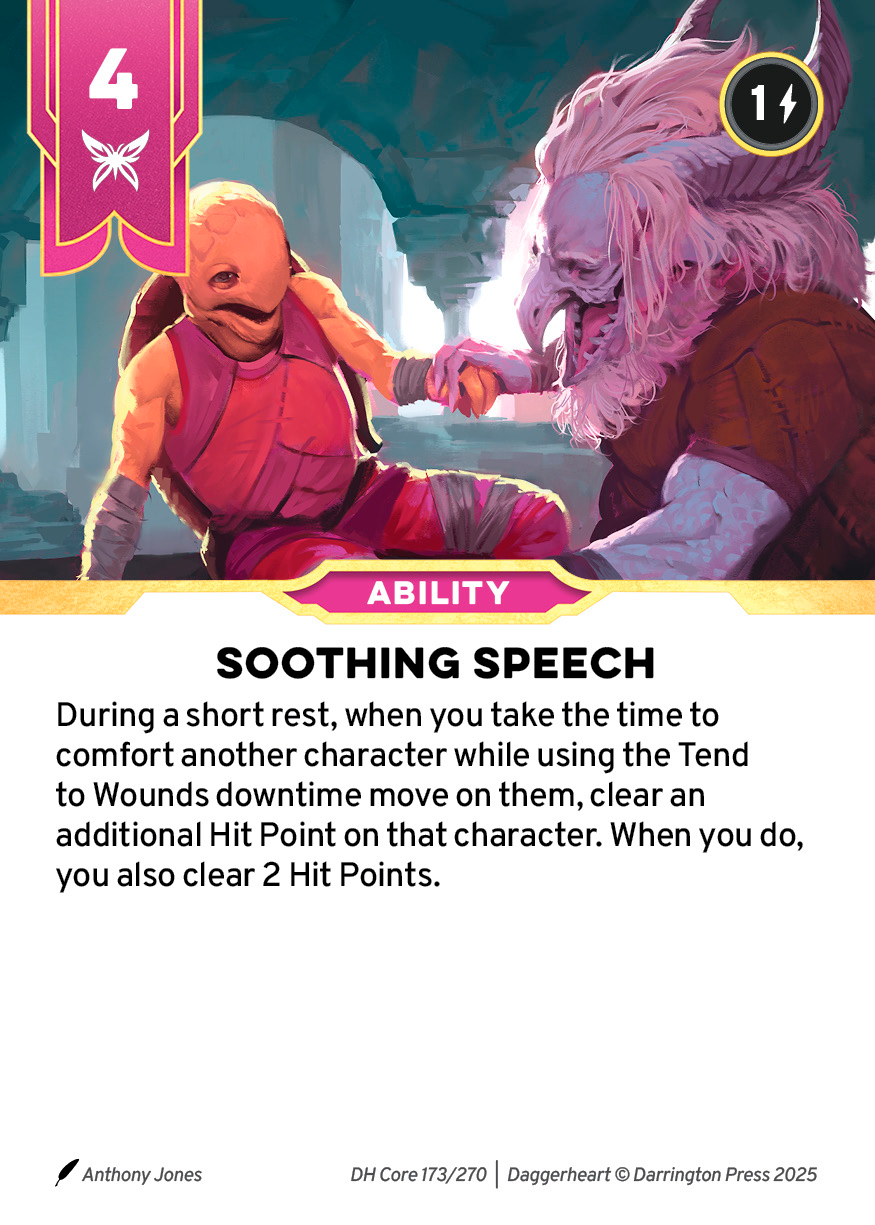 4
1
ABILITY
SOOTHING SPEECH
During a short rest, when you take the time to
comfort another character while using the Tend
to Wounds downtime move on them, clear an
additional Hit Point on that character. When you do,
you also clear 2 Hit Points.
Anthony Jones
DH Core 173/270 | Daggerheart © Darrington Press 2025